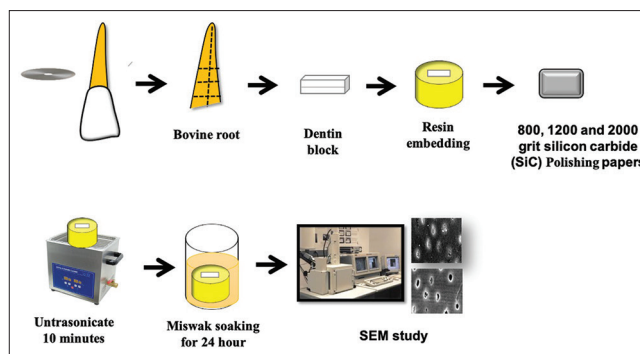 Bovine root
Dentin
block
Resin
embedding
800, 1200 and 2000
grit silicon carbide
(SiC) Polishing papers
Untrasonicate
10 minutes
Miswak soaking
for 24 hour
SEM study